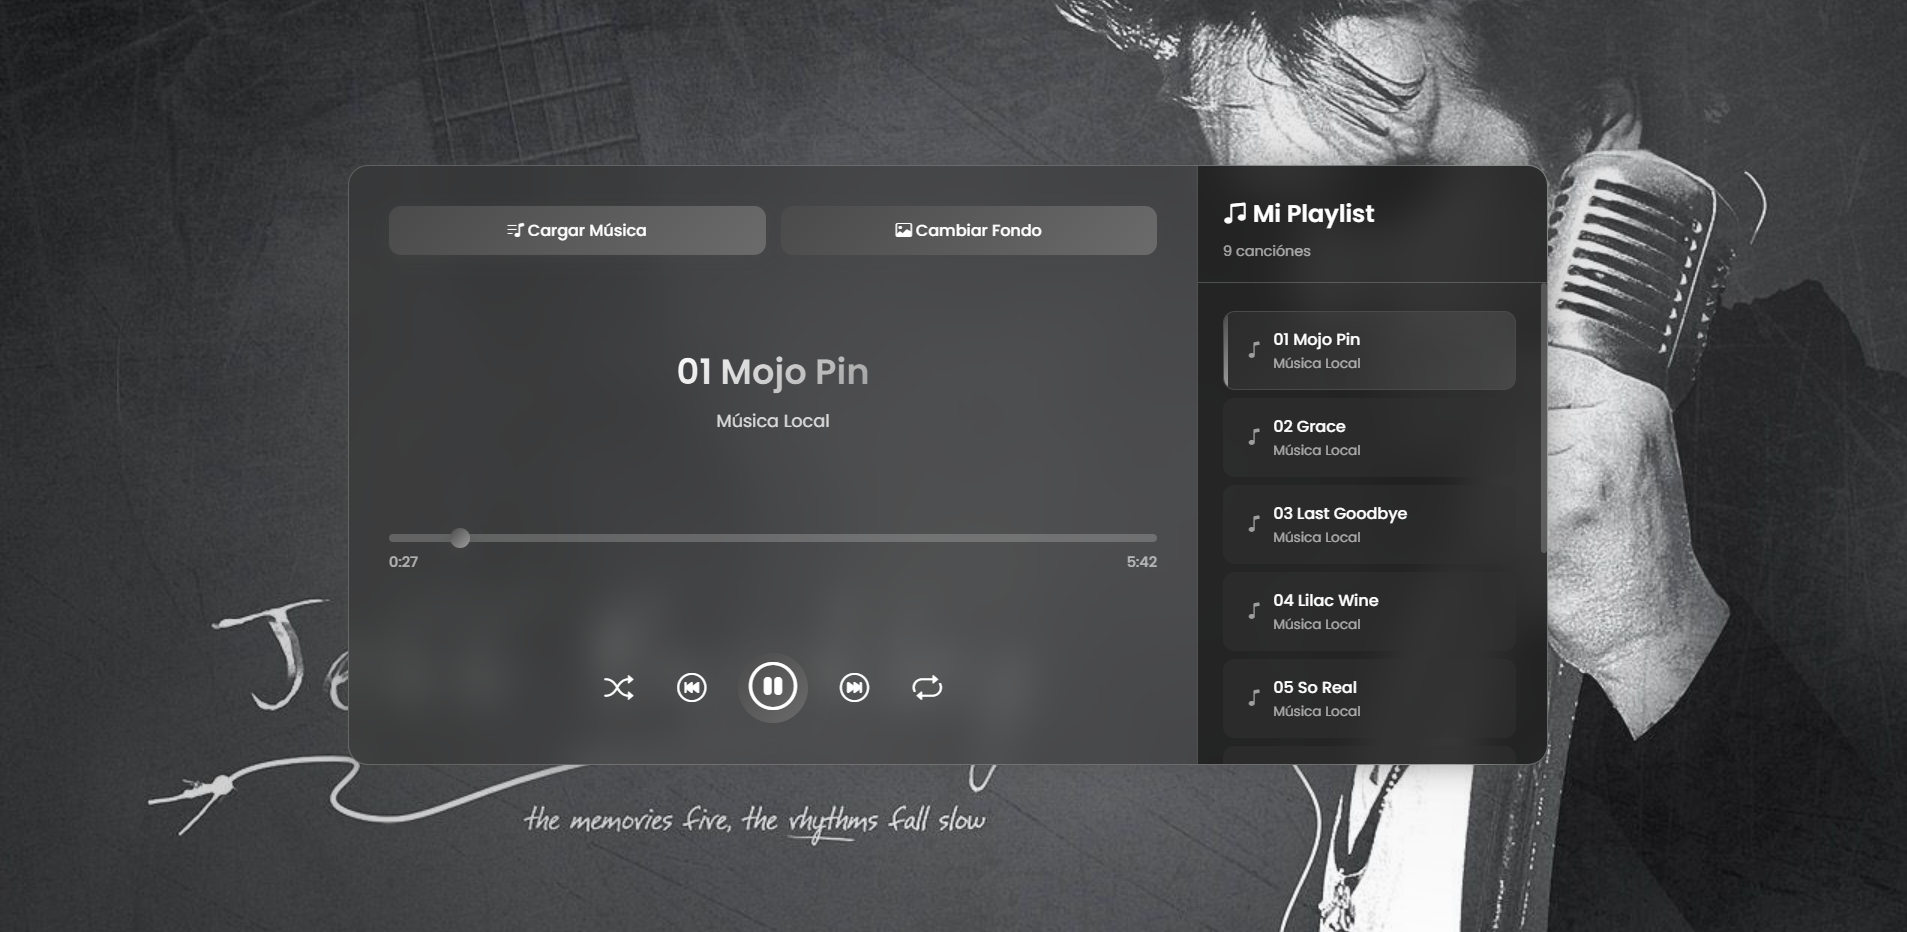 Cargar Música
Cambiar Fondo
01 Mojo Pin
Música Local
0:27
5:42
Mi Playlist
9 canciónes
01 Mojo Pin
Música Local
02 Grace
Música Local
03 Last Goodbye
Música Local
04 Lilac Wine
Música Local
05 So Real
Música Local
the memories fire, the rhythms fall slow